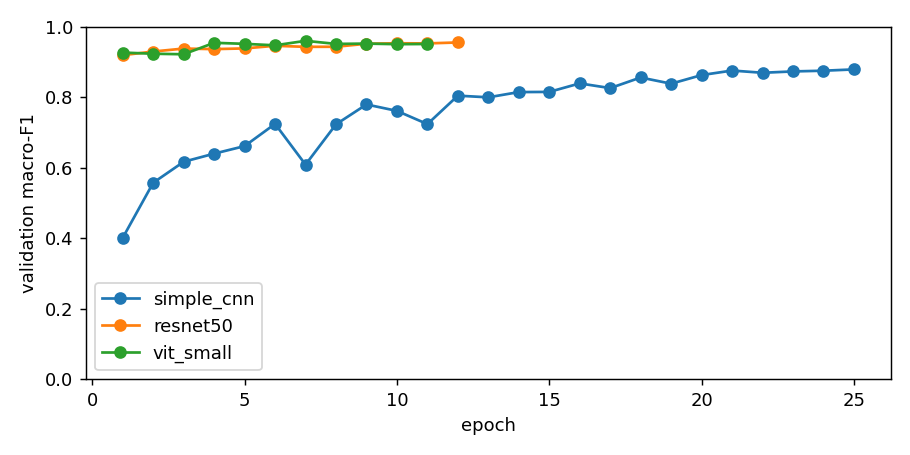 1.0
0.8
0.6
0.4
0.2
0.0
validation macro-F1
simple_cnn
resnet50
vit_small
0 5 10 15 20 25
epoch